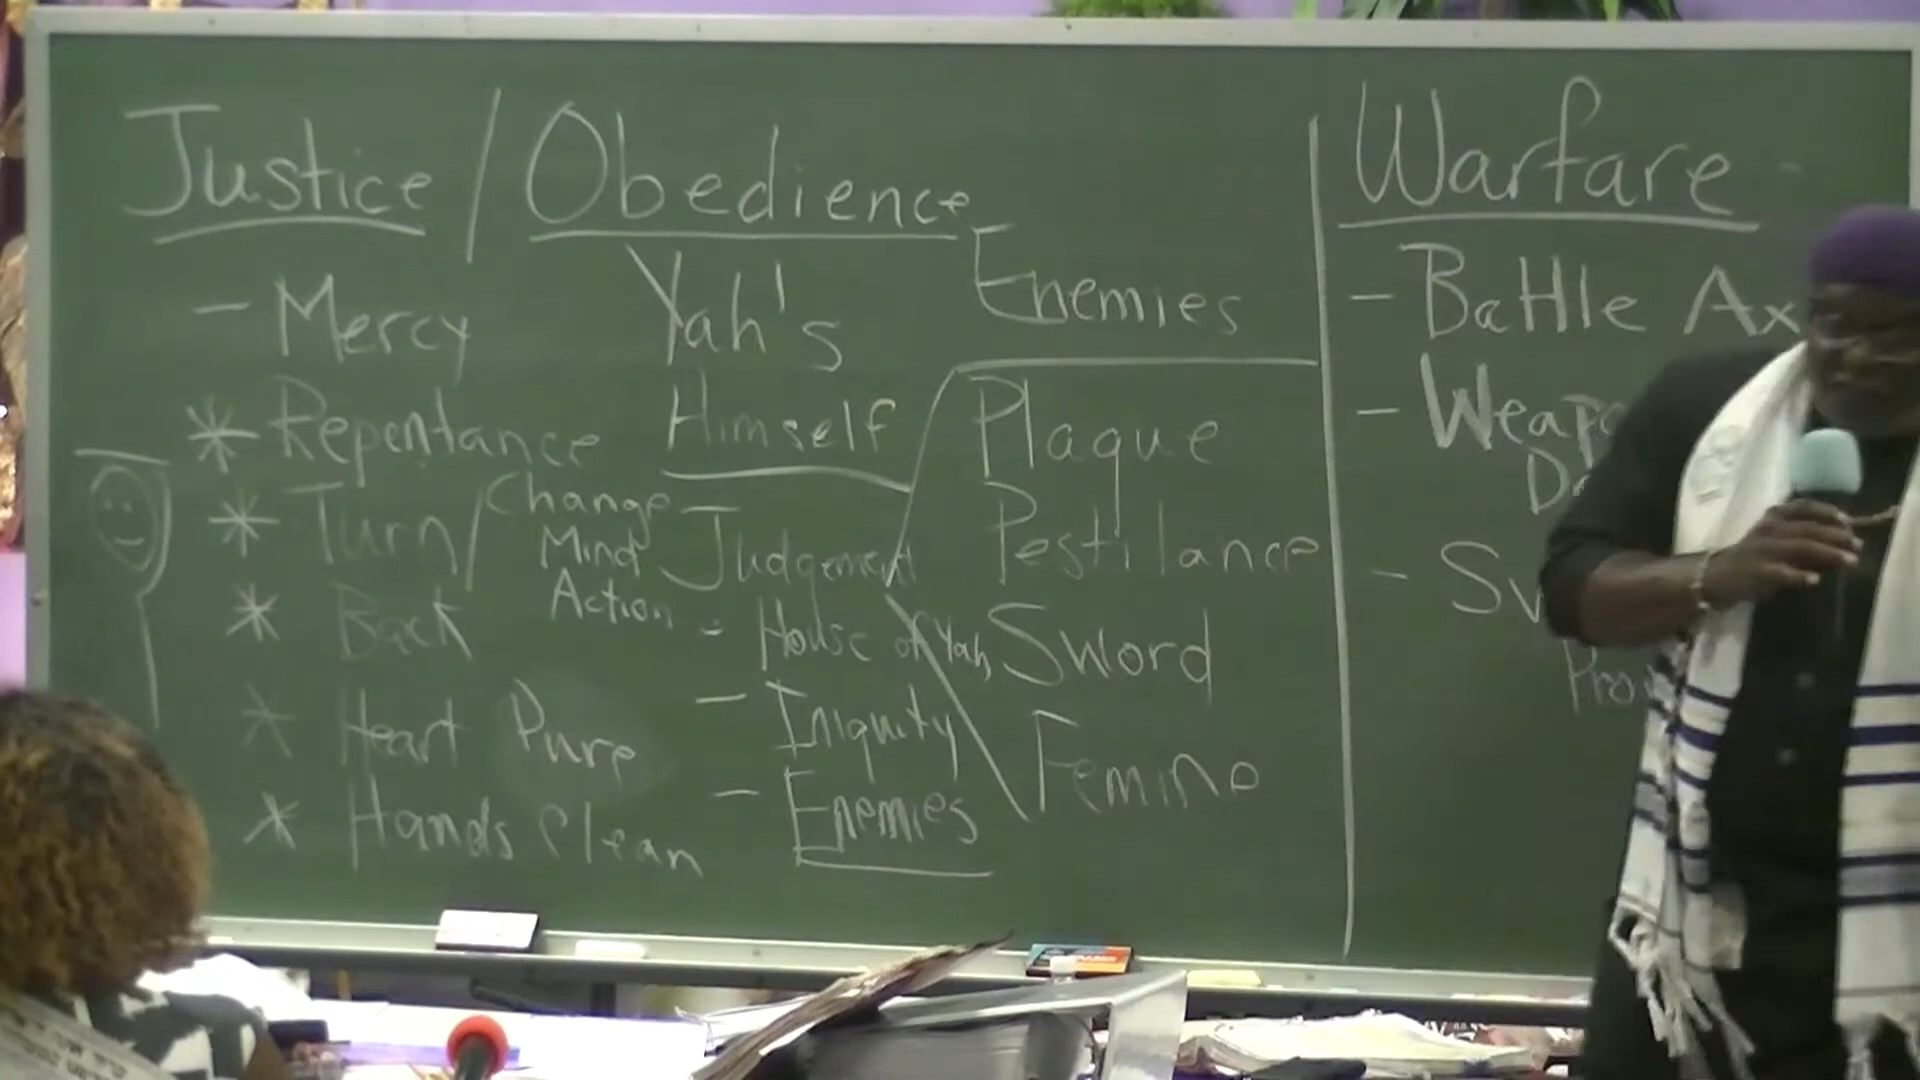 Justice / Obedience
- Mercy
* Repentance
* Turn / Change
Mind
Action
* Back
* Heart Pure
* Hands Clean
Yah's
Himself
Judgement
- House of Yah
- Iniquity
- Enemies
Enemies
Plaque
Pestilance
Sword
Femine
Warfare
- Battle Ax
-
-